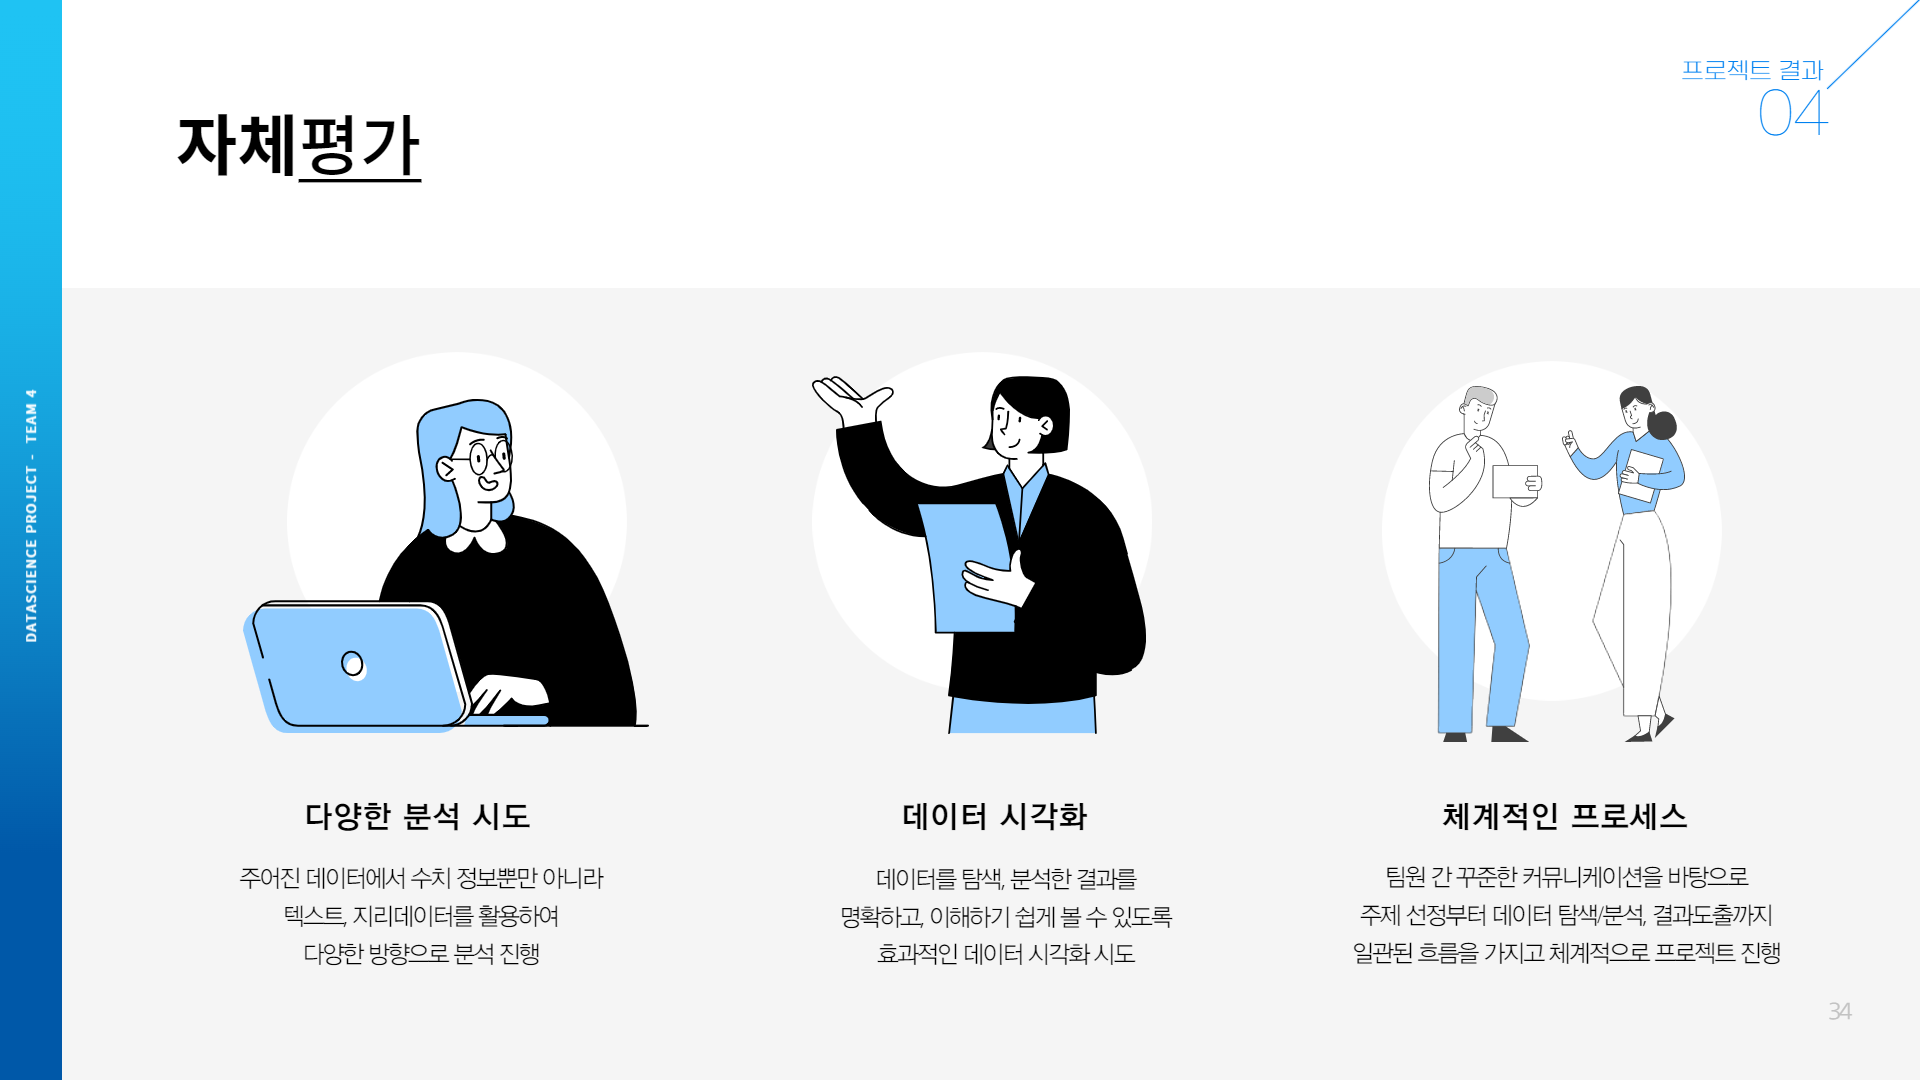 프로젝트 결과
04
자체평가
DATASCIENCE PROJECT - TEAM 4
다양한 분석 시도
주어진 데이터에서 수치 정보뿐만 아니라
텍스트, 지리데이터를 활용하여
다양한 방향으로 분석 진행
데이터 시각화
데이터를 탐색, 분석한 결과를
명확하고, 이해하기 쉽게 볼 수 있도록
효과적인 데이터 시각화 시도
체계적인 프로세스
팀원 간 꾸준한 커뮤니케이션을 바탕으로
주제 선정부터 데이터 탐색/분석, 결과도출까지
일관된 흐름을 가지고 체계적으로 프로젝트 진행
34